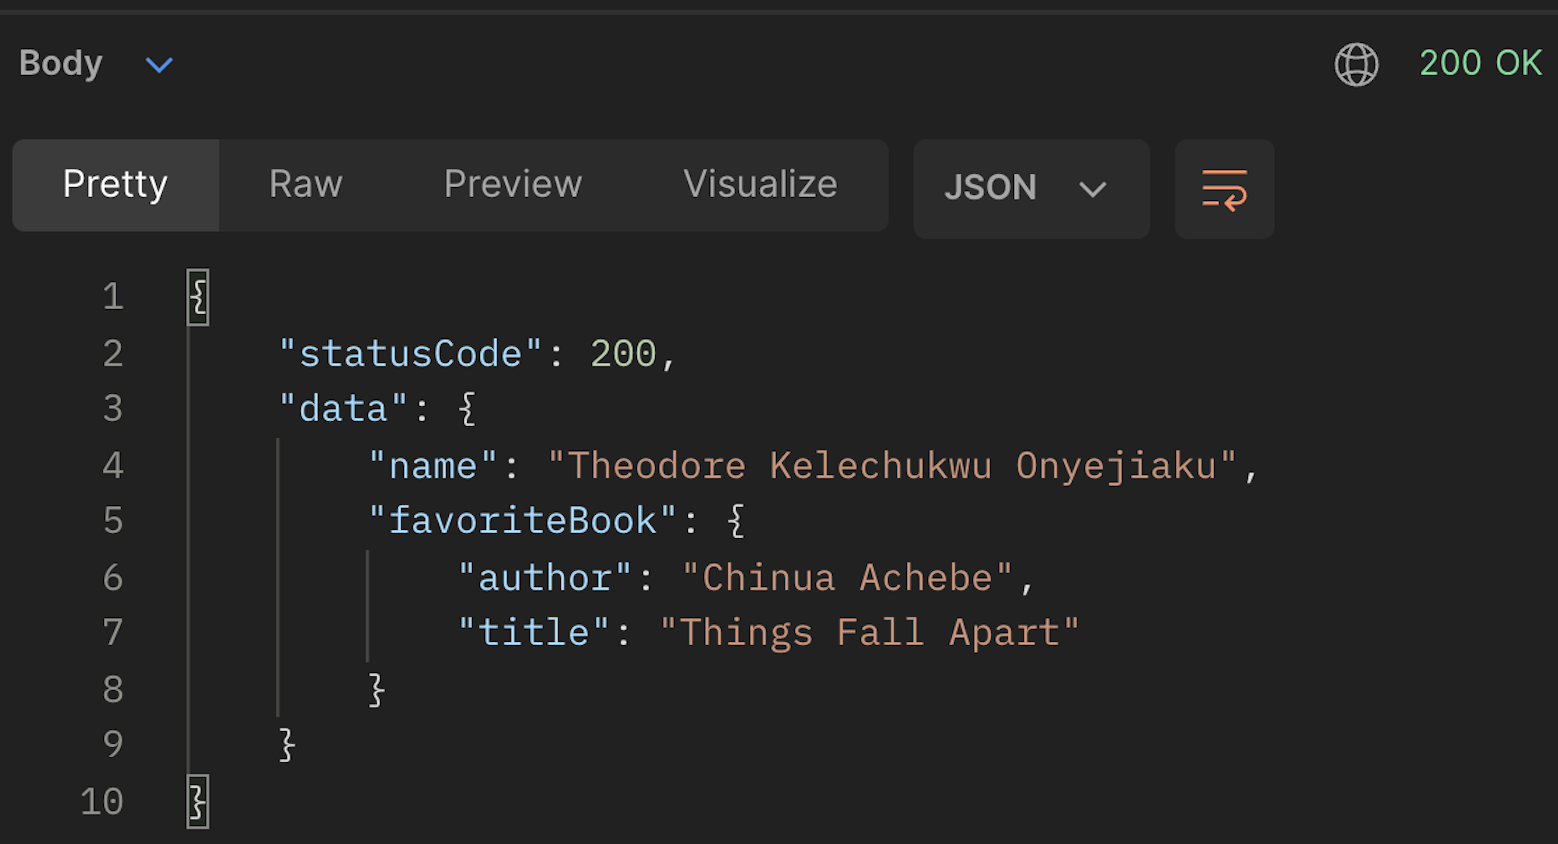 Body 200 OK
Pretty Raw Preview Visualize JSON
1 {
2 "statusCode": 200,
3 "data": {
4 "name": "Theodore Kelechukwu Onyejiaku",
5 "favoriteBook": {
6 "author": "Chinua Achebe",
7 "title": "Things Fall Apart"
8 }
9 }
10 }